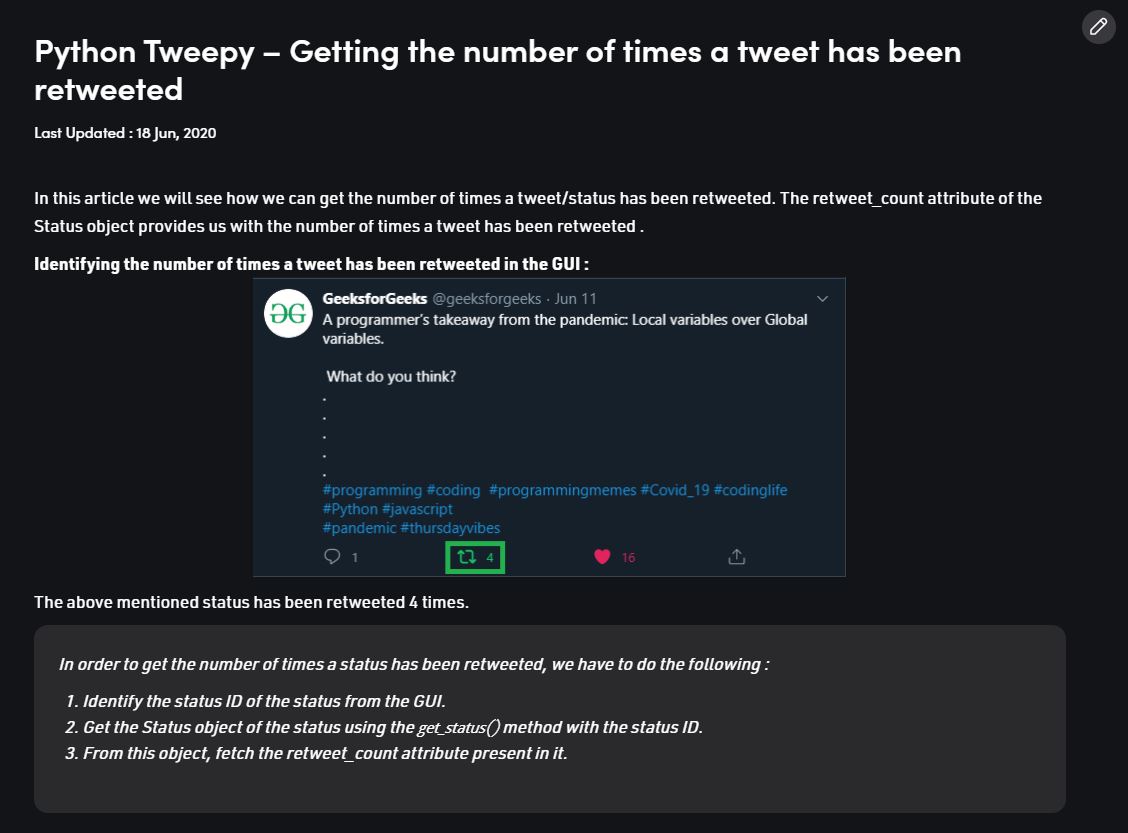 Python Tweepy – Getting the number of times a tweet has been
retweeted
Last Updated : 18 Jun, 2020
In this article we will see how we can get the number of times a tweet/status has been retweeted. The retweet_count attribute of the
Status object provides us with the number of times a tweet has been retweeted .
Identifying the number of times a tweet has been retweeted in the GUI :
GeeksforGeeks @geeksforgeeks · Jun 11
A programmer's takeaway from the pandemic: Local variables over Global
variables.
What do you think?
.
.
.
.
.
#programming #coding #programmingmemes #Covid_19 #codinglife
#Python #javascript
#pandemic #thursdayvibes
1 4 16
The above mentioned status has been retweeted 4 times.
In order to get the number of times a status has been retweeted, we have to do the following :
1. Identify the status ID of the status from the GUI.
2. Get the Status object of the status using the get_status() method with the status ID.
3. From this object, fetch the retweet_count attribute present in it.